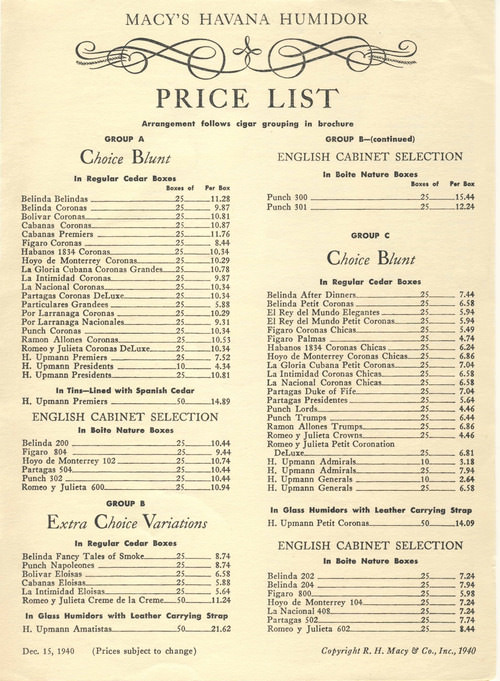 MACY'S HAVANA HUMIDOR
PRICE LIST
Arrangement follows cigar grouping in brochure
GROUP A
Choice Blunt
In Regular Cedar Boxes
Boxes of Per Box
Belinda Belindas 25 11.28
Belinda Coronas 25 9.87
Bolivar Coronas 25 10.81
Cabanas Coronas 25 10.87
Cabanas Premiers 25 11.76
Figaro Coronas 25 8.44
Habanos 1834 Coronas 25 10.34
Hoyo de Monterrey Coronas 25 10.29
La Gloria Cubana Coronas Grandes 25 10.78
La Intimidad Coronas 25 9.87
La Nacional Coronas 25 10.34
Partagas Coronas DeLuxe 25 10.34
Particulares Grandees 25 5.88
Por Larranaga Coronas 25 10.29
Por Larranaga Nacionales 25 9.31
Punch Coronas 25 10.34
Ramon Allones Coronas 25 10.53
Romeo y Julieta Coronas DeLuxe 25 10.34
H. Upmann Premiers 25 7.52
H. Upmann Presidents 10 4.34
H. Upmann Presidents 25 10.81
In Tins—Lined with Spanish Cedar
H. Upmann Premiers 50 14.89
ENGLISH CABINET SELECTION
In Boite Nature Boxes
Belinda 200 25 10.44
Figaro 804 25 9.44
Hoyo de Monterrey 102 25 10.74
Partagas 504 25 10.44
Punch 302 25 10.44
Romeo y Julieta 600 25 10.94
GROUP B
Extra Choice Variations
In Regular Cedar Boxes
Belinda Fancy Tales of Smoke 25 8.74
Punch Napoleones 25 8.74
Bolivar Eloisas 25 6.58
Cabanas Eloisas 25 5.88
La Intimidad Eloisas 25 5.64
Romeo y Julieta Creme de la Creme 50 11.24
In Glass Humidors with Leather Carrying Strap
H. Upmann Amatistas 50 21.62
GROUP B—(continued)
ENGLISH CABINET SELECTION
In Boite Nature Boxes
Boxes of Per Box
Punch 300 25 15.44
Punch 301 25 12.24
GROUP C
Choice Blunt
In Regular Cedar Boxes
Belinda After Dinners 25 7.44
Belinda Petit Coronas 25 6.58
El Rey del Mundo Elegantes 25 5.94
El Rey del Mundo Petit Coronas 25 5.94
Figaro Coronas Chicas 25 5.49
Figaro Palmas 25 4.74
Habanos 1834 Coronas Chicas 25 6.24
Hoyo de Monterrey Coronas Chicas 25 6.86
La Gloria Cubana Petit Coronas 25 7.04
La Intimidad Coronas Chicas 25 6.58
La Nacional Coronas Chicas 25 6.58
Partagas Duke of Fife 25 7.04
Partagas Presidentes 25 5.64
Punch Lords 25 4.46
Punch Trumps 25 6.44
Ramon Allones Trumps 25 6.86
Romeo y Julieta Crowns 25 4.46
Romeo y Julieta Petit Coronation
DeLuxe 25 6.81
H. Upmann Admirals 10 3.18
H. Upmann Admirals 25 7.94
H. Upmann Generals 10 2.64
H. Upmann Generals 25 6.58
In Glass Humidors with Leather Carrying Strap
H. Upmann Petit Coronas 50 14.09
ENGLISH CABINET SELECTION
In Boite Nature Boxes
Belinda 202 25 7.24
Belinda 204 25 7.94
Figaro 800 25 5.98
Hoyo de Monterrey 104 25 7.24
La Nacional 408 25 7.24
Partagas 502 25 7.74
Romeo y Julieta 602 25 8.44
Dec. 15, 1940 (Prices subject to change)
Copyright R. H. Macy & Co., Inc., 1940